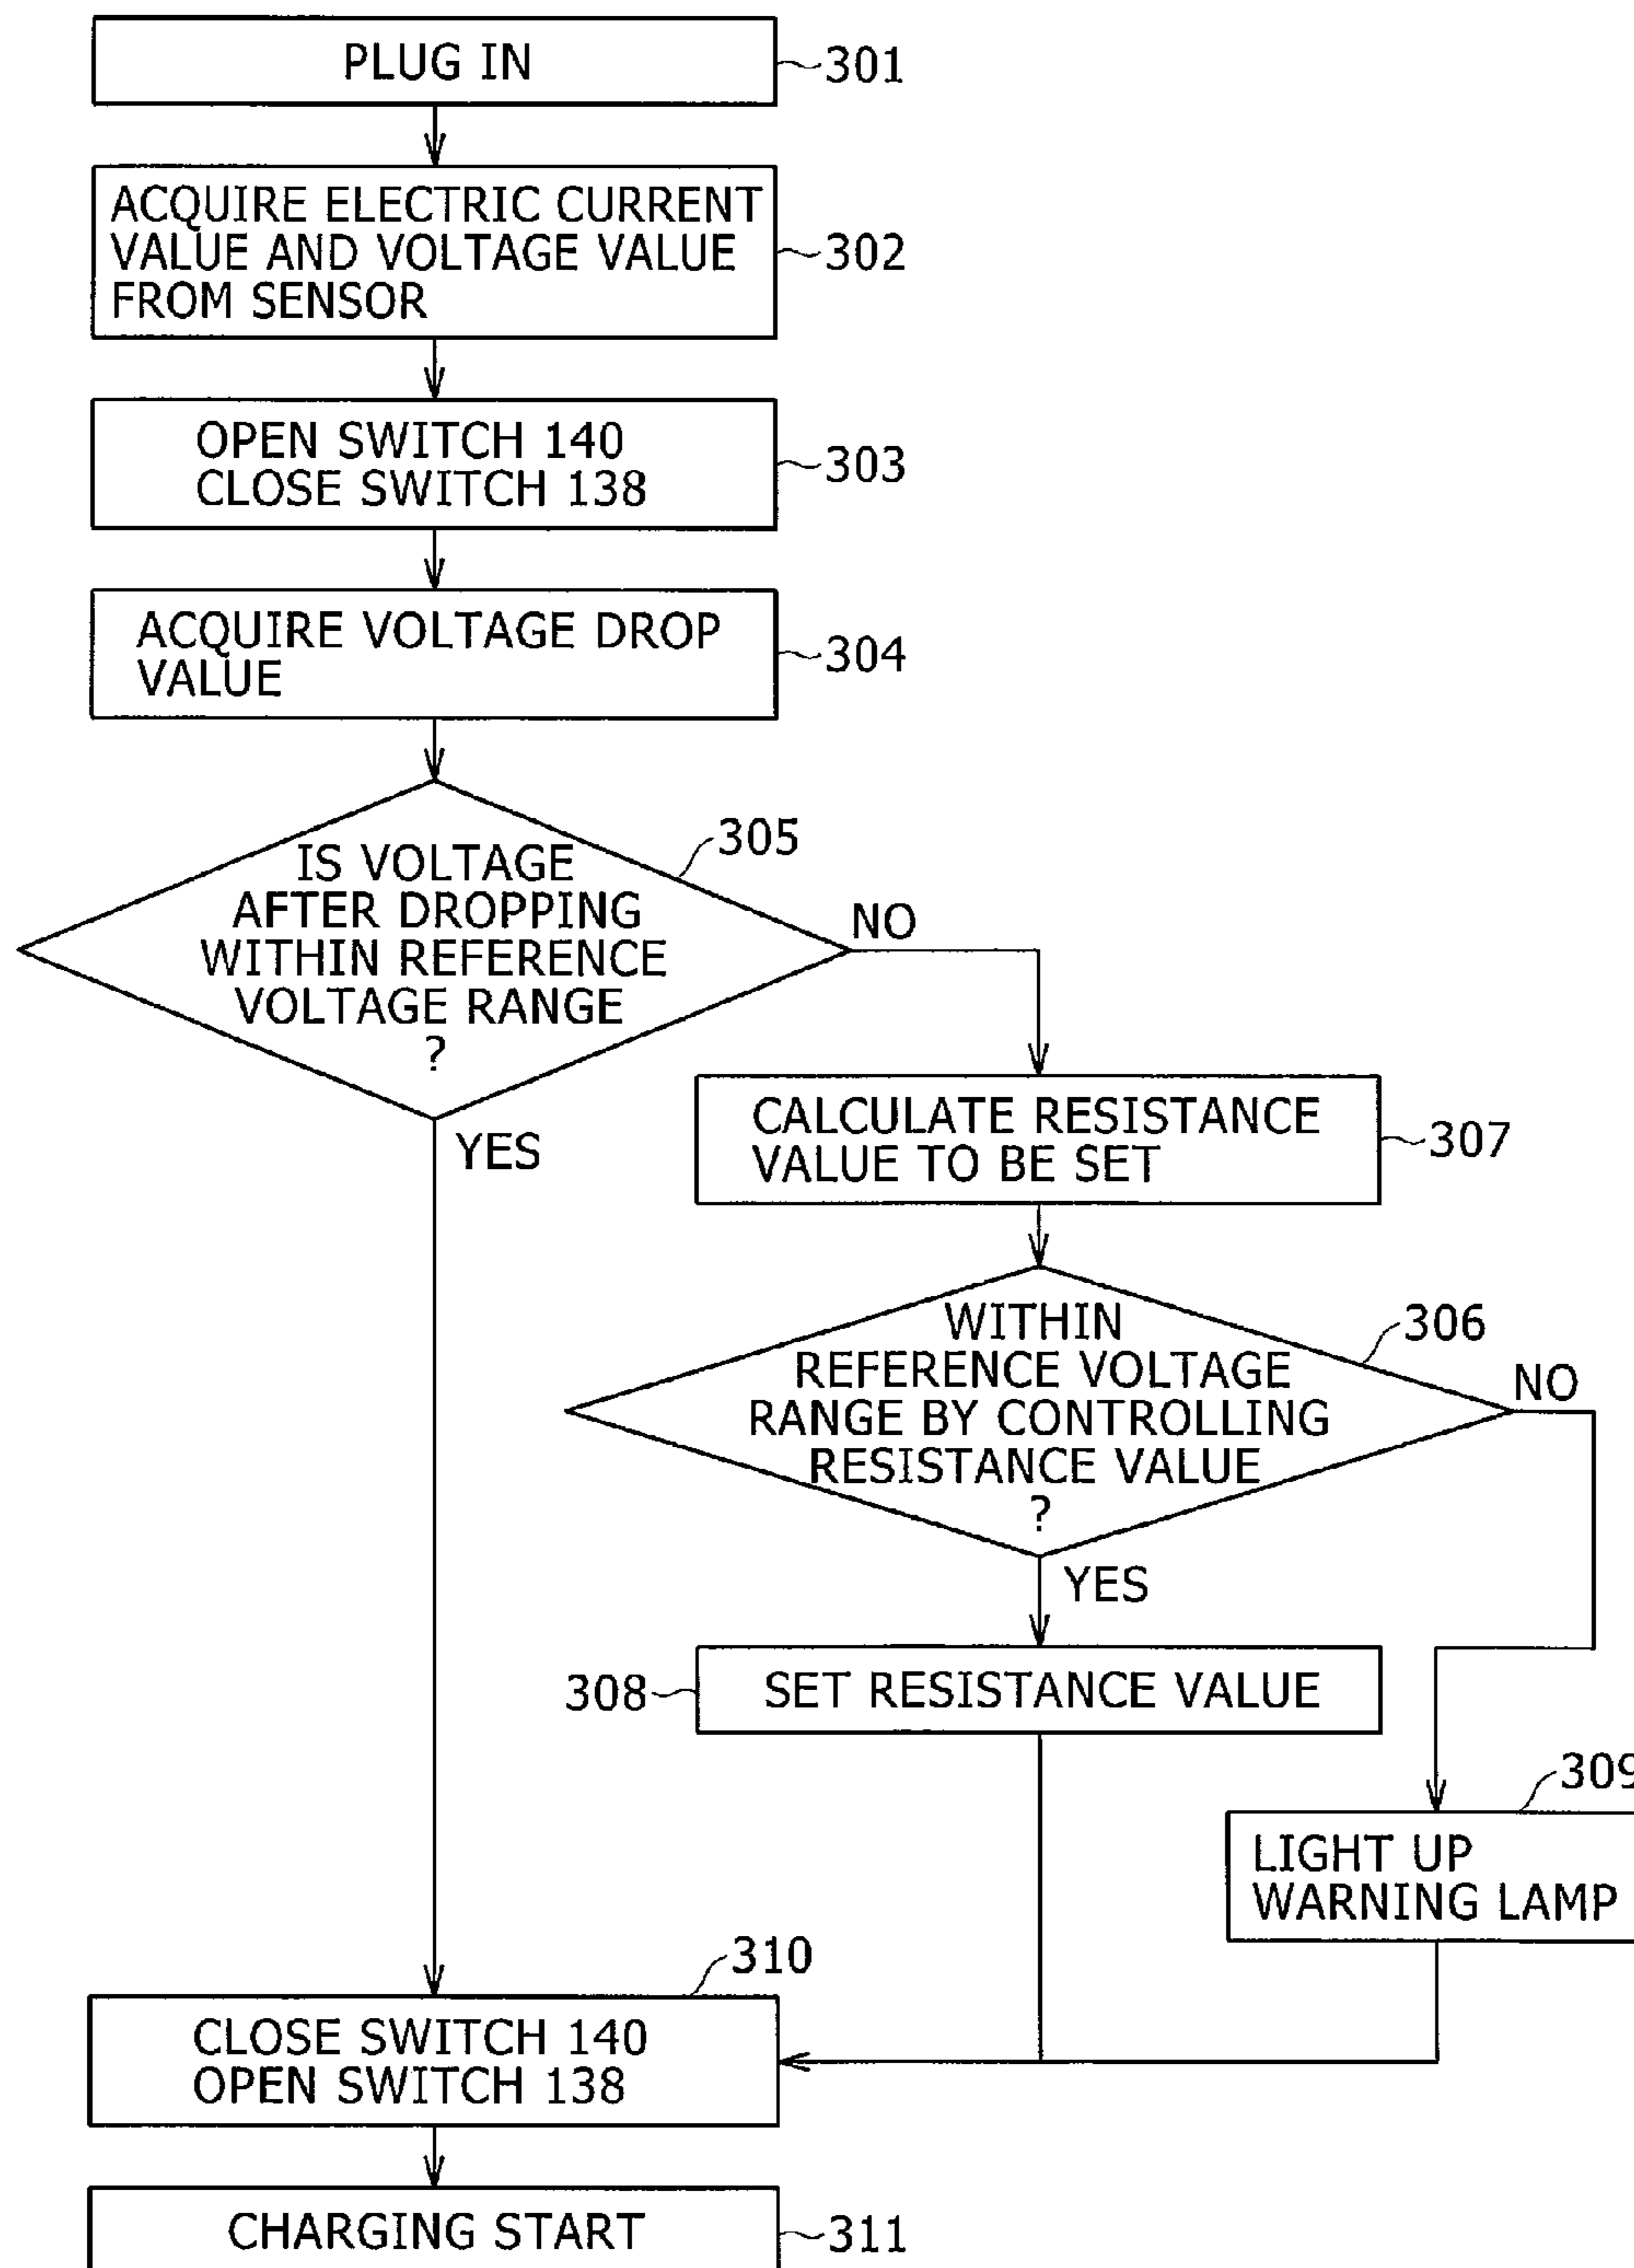 PLUG IN
301
ACQUIRE ELECTRIC CURRENT
VALUE AND VOLTAGE VALUE
FROM SENSOR
302
OPEN SWITCH 140
CLOSE SWITCH 138
303
ACQUIRE VOLTAGE DROP
VALUE
304
305
IS VOLTAGE
AFTER DROPPING
WITHIN REFERENCE
VOLTAGE RANGE
?
NO
YES
CALCULATE RESISTANCE
VALUE TO BE SET
307
306
WITHIN
REFERENCE VOLTAGE
RANGE BY CONTROLLING
RESISTANCE VALUE
?
NO
YES
308
SET RESISTANCE VALUE
309
LIGHT UP
WARNING LAMP
310
CLOSE SWITCH 140
OPEN SWITCH 138
CHARGING START
311